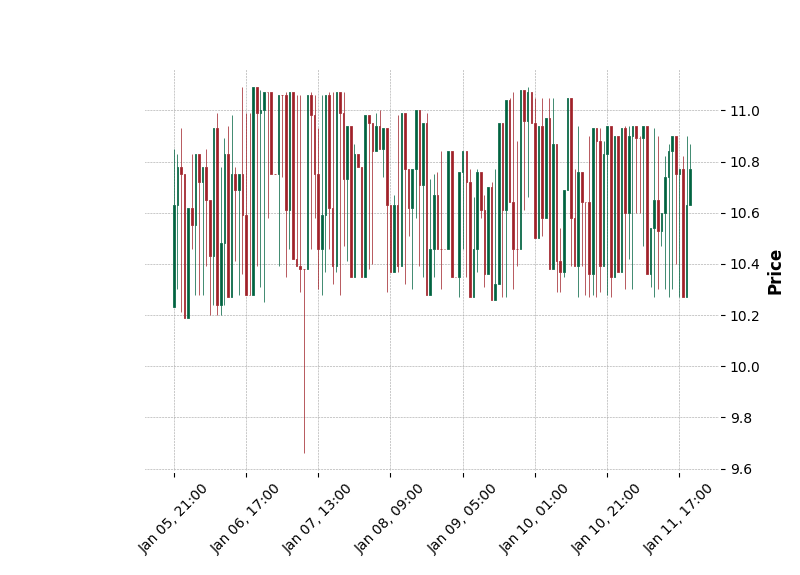 11.0
10.8
10.6
10.4
10.2
10.0
9.8
9.6
Price
Jan 05, 21:00
Jan 06, 17:00
Jan 07, 13:00
Jan 08, 09:00
Jan 09, 05:00
Jan 10, 01:00
Jan 10, 21:00
Jan 11, 17:00